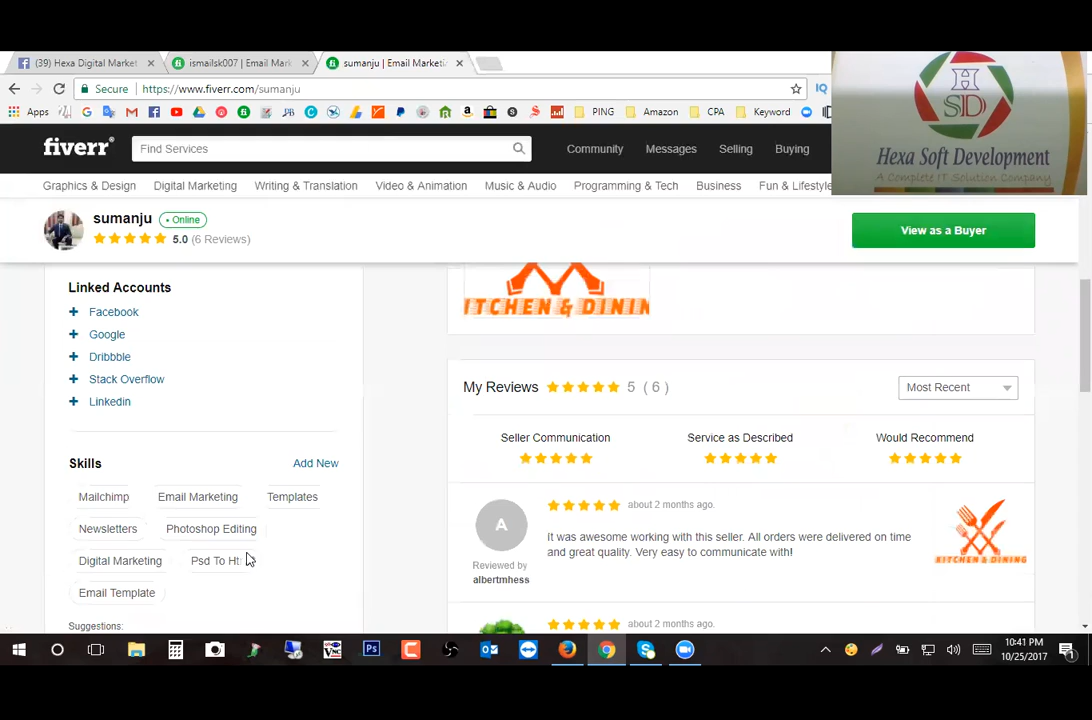 (39) Hexa Digital Market
ismailsk007 | Email Mark
sumanju | Email Marketi
Secure
https://www.fiverr.com/sumanju
Apps
PING
Amazon
CPA
Keyword
HSD
Hexa Soft Development
A Complete IT Solution Company
fiverr
Find Services
Community
Messages
Selling
Buying
Graphics & Design
Digital Marketing
Writing & Translation
Video & Animation
Music & Audio
Programming & Tech
Business
Fun & Lifestyle
sumanju
• Online
5.0 (6 Reviews)
View as a Buyer
Linked Accounts
+ Facebook
+ Google
+ Dribbble
+ Stack Overflow
+ Linkedin
Skills
Add New
Mailchimp
Email Marketing
Templates
Newsletters
Photoshop Editing
Digital Marketing
Psd To Ht
Email Template
Suggestions:
ITCHEN & DININ
My Reviews
5 ( 6 )
Most Recent
Seller Communication
Service as Described
Would Recommend
A
Reviewed by
albertmhess
about 2 months ago.
It was awesome working with this seller. All orders were delivered on time
and great quality. Very easy to communicate with!
KITCHEN & DINING
about 2 months ago.
10:41 PM
10/25/2017